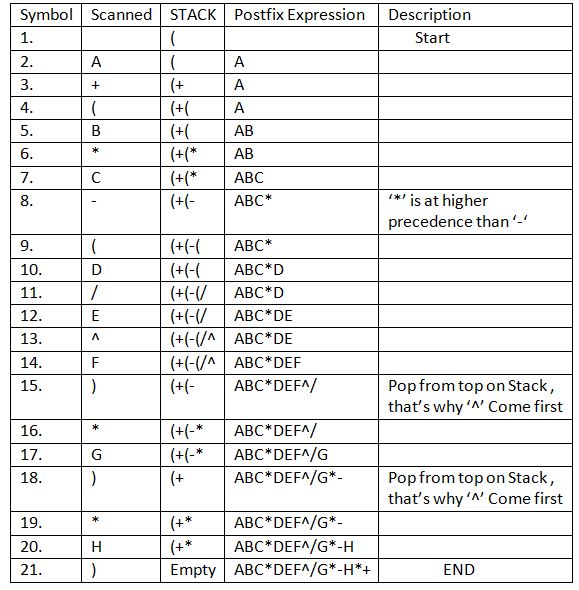 Symbol Scanned STACK Postfix Expression Description
1. ( Start
2. A ( A
3. + (+ A
4. ( (+( A
5. B (+( AB
6. * (+(* AB
7. C (+(* ABC
8. - (+(- ABC* ‘*’ is at higher
precedence than ‘-‘
9. ( (+(-( ABC*
10. D (+(-( ABC*D
11. / (+(-(/ ABC*D
12. E (+(-(/ ABC*DE
13. ^ (+(-(/^ ABC*DE
14. F (+(-(/^ ABC*DEF
15. ) (+(- ABC*DEF^/ Pop from top on Stack ,
that’s why ‘^’ Come first
16. * (+(-* ABC*DEF^/
17. G (+(-* ABC*DEF^/G
18. ) (+ ABC*DEF^/G*- Pop from top on Stack ,
that’s why ‘^’ Come first
19. * (+* ABC*DEF^/G*-
20. H (+* ABC*DEF^/G*-H
21. ) Empty ABC*DEF^/G*-H*+ END